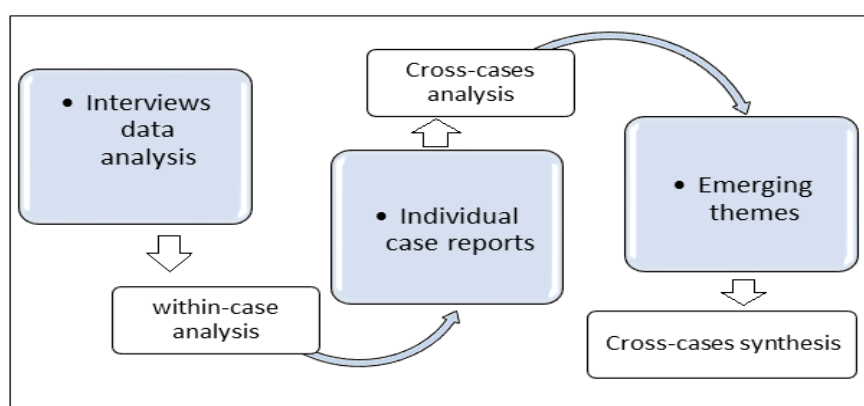 • Interviews
data
analysis
within-case
analysis
• Individual
case reports
Cross-cases
analysis
• Emerging
themes
Cross-cases synthesis